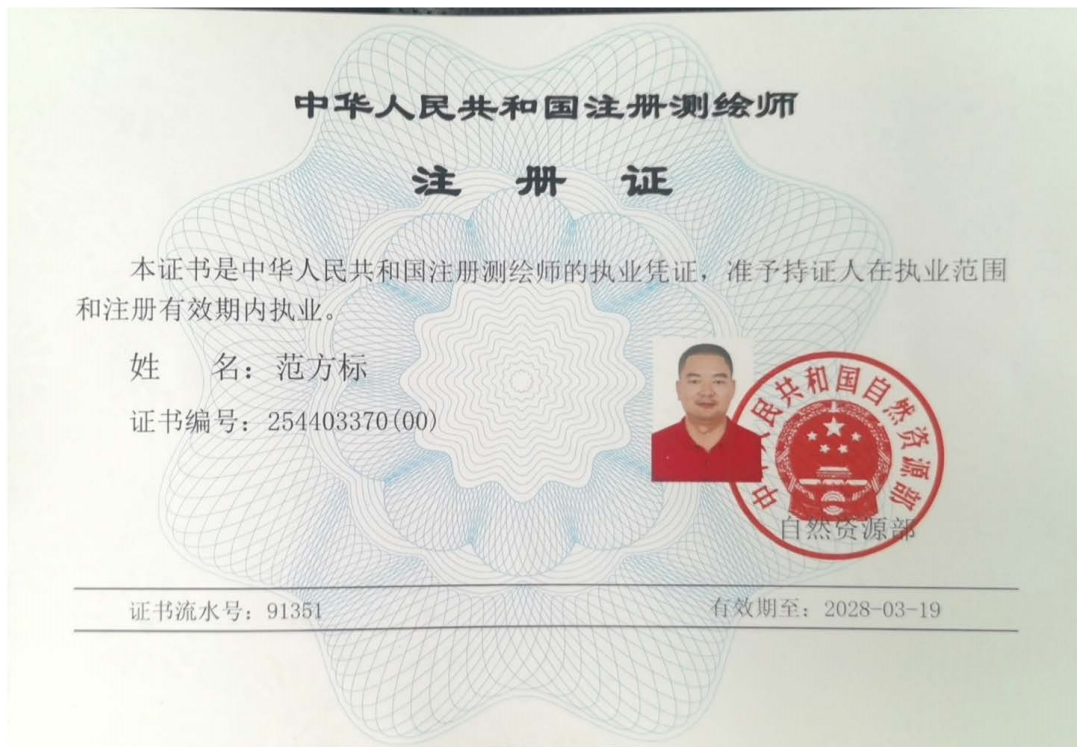 中华人民共和国注册测绘师
注 册 证
本证书是中华人民共和国注册测绘师的执业凭证，准予持证人在执业范围
和注册有效期内执业。
姓 名：范方标
证书编号：254403370(00)
中华人民共和国自然资源部
自然资源部
证书流水号：91351
有效期至：2028-03-19